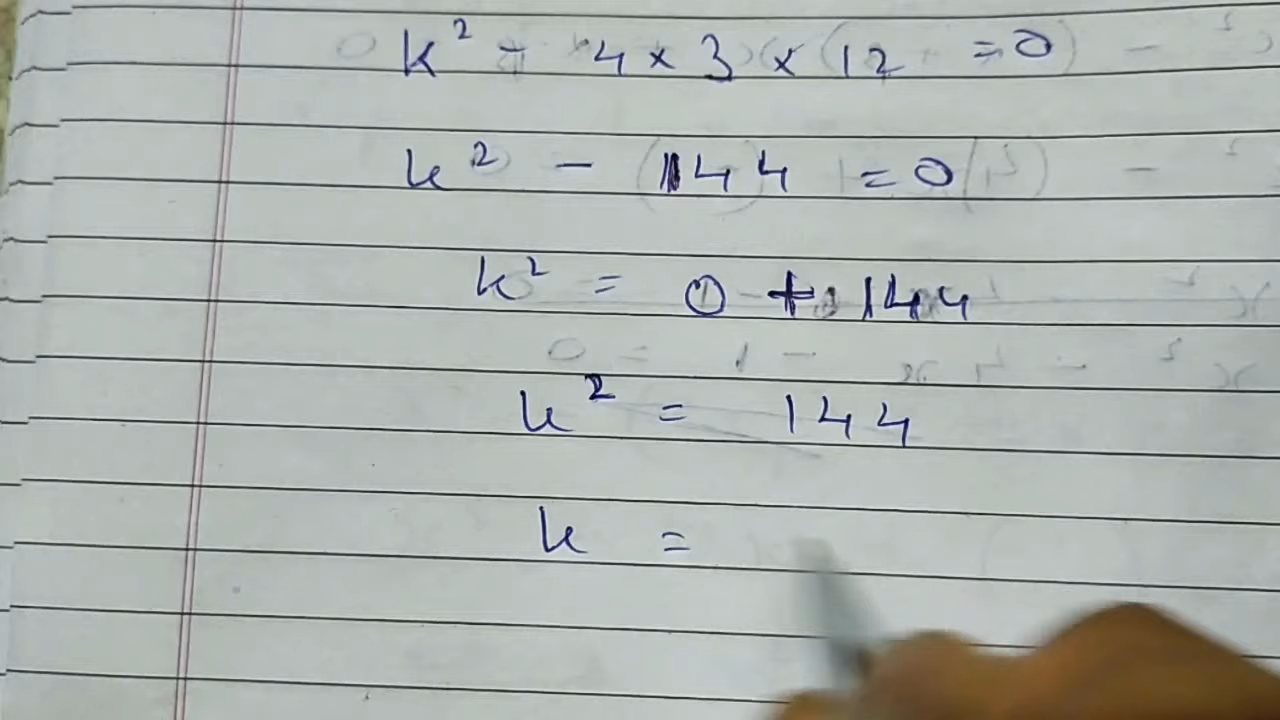 k² - 4 × 3 × 12 = 0
k² - 144 = 0
k² = 0 + 144
k² = 144
k =